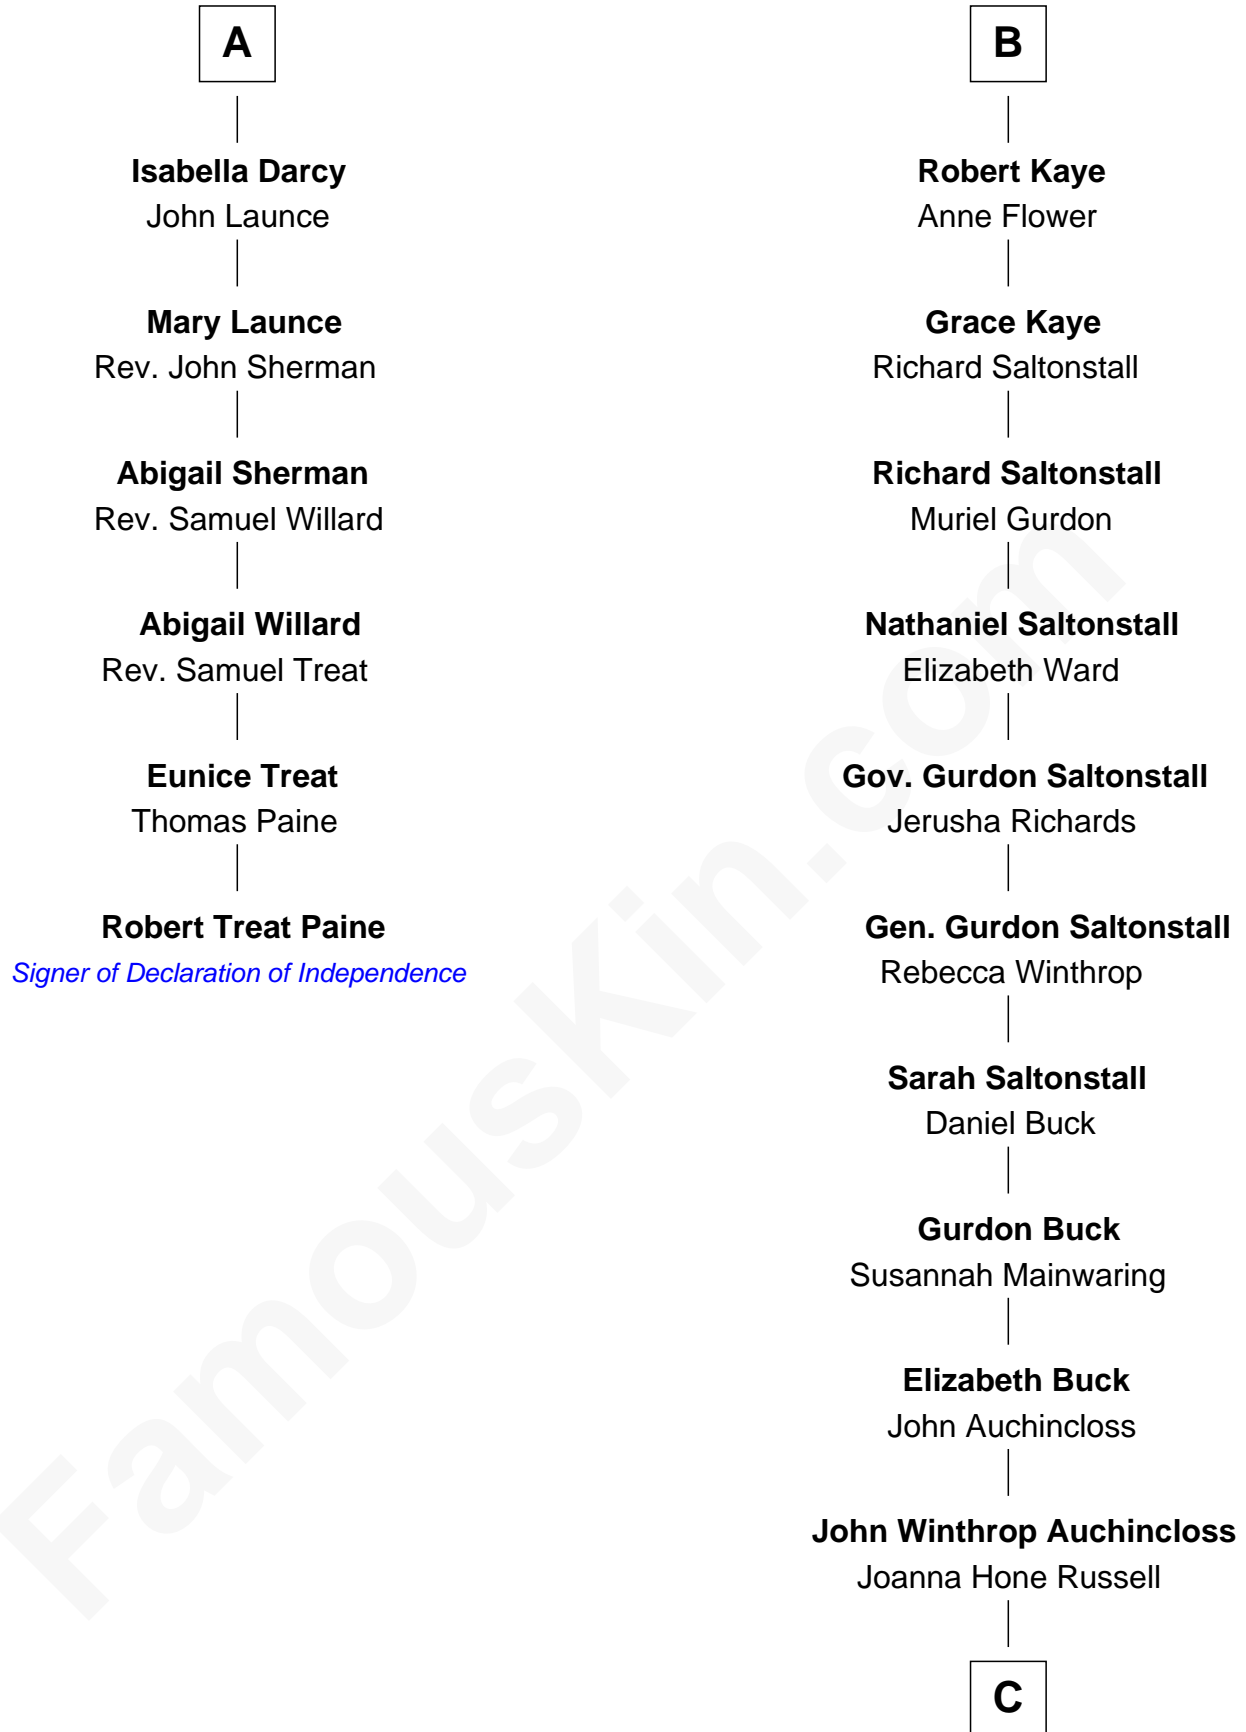 A
Isabella Darcy
John Launce
Mary Launce
Rev. John Sherman
Abigail Sherman
Rev. Samuel Willard
Abigail Willard
Rev. Samuel Treat
Eunice Treat
Thomas Paine
Robert Treat Paine
Signer of Declaration of Independence
B
Robert Kaye
Anne Flower
Grace Kaye
Richard Saltonstall
Richard Saltonstall
Muriel Gurdon
Nathaniel Saltonstall
Elizabeth Ward
Gov. Gurdon Saltonstall
Jerusha Richards
Gen. Gurdon Saltonstall
Rebecca Winthrop
Sarah Saltonstall
Daniel Buck
Gurdon Buck
Susannah Mainwaring
Elizabeth Buck
John Auchincloss
John Winthrop Auchincloss
Joanna Hone Russell
C
FamousKin.com